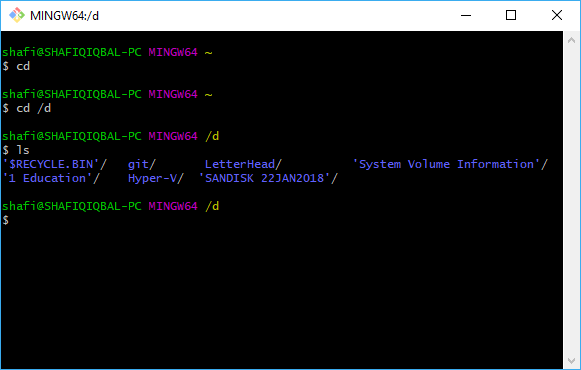 MINGW64:/d
shafi@SHAFIQIQBAL-PC MINGW64 ~
$ cd
shafi@SHAFIQIQBAL-PC MINGW64 ~
$ cd /d
shafi@SHAFIQIQBAL-PC MINGW64 /d
$ ls
'$RECYCLE.BIN'/   git/       LetterHead/          'System Volume Information'/
'1 Education'/    Hyper-V/  'SANDISK 22JAN2018'/
shafi@SHAFIQIQBAL-PC MINGW64 /d
$